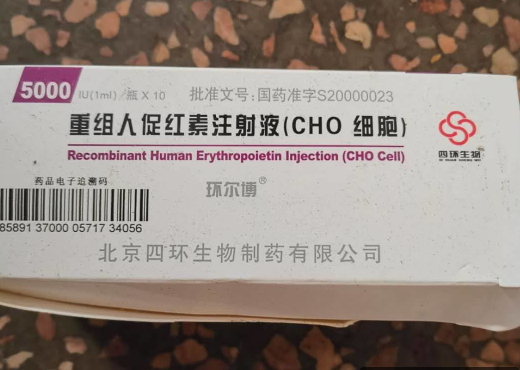 5000 IU(1ml)/瓶 X 10 批准文号:国药准字S20000023
重组人促红素注射液(CHO 细胞)
Recombinant Human Erythropoietin Injection (CHO Cell)
四环生物
药品电子追溯码
环尔博®
85891 37000 05717 34056
北京四环生物制药有限公司